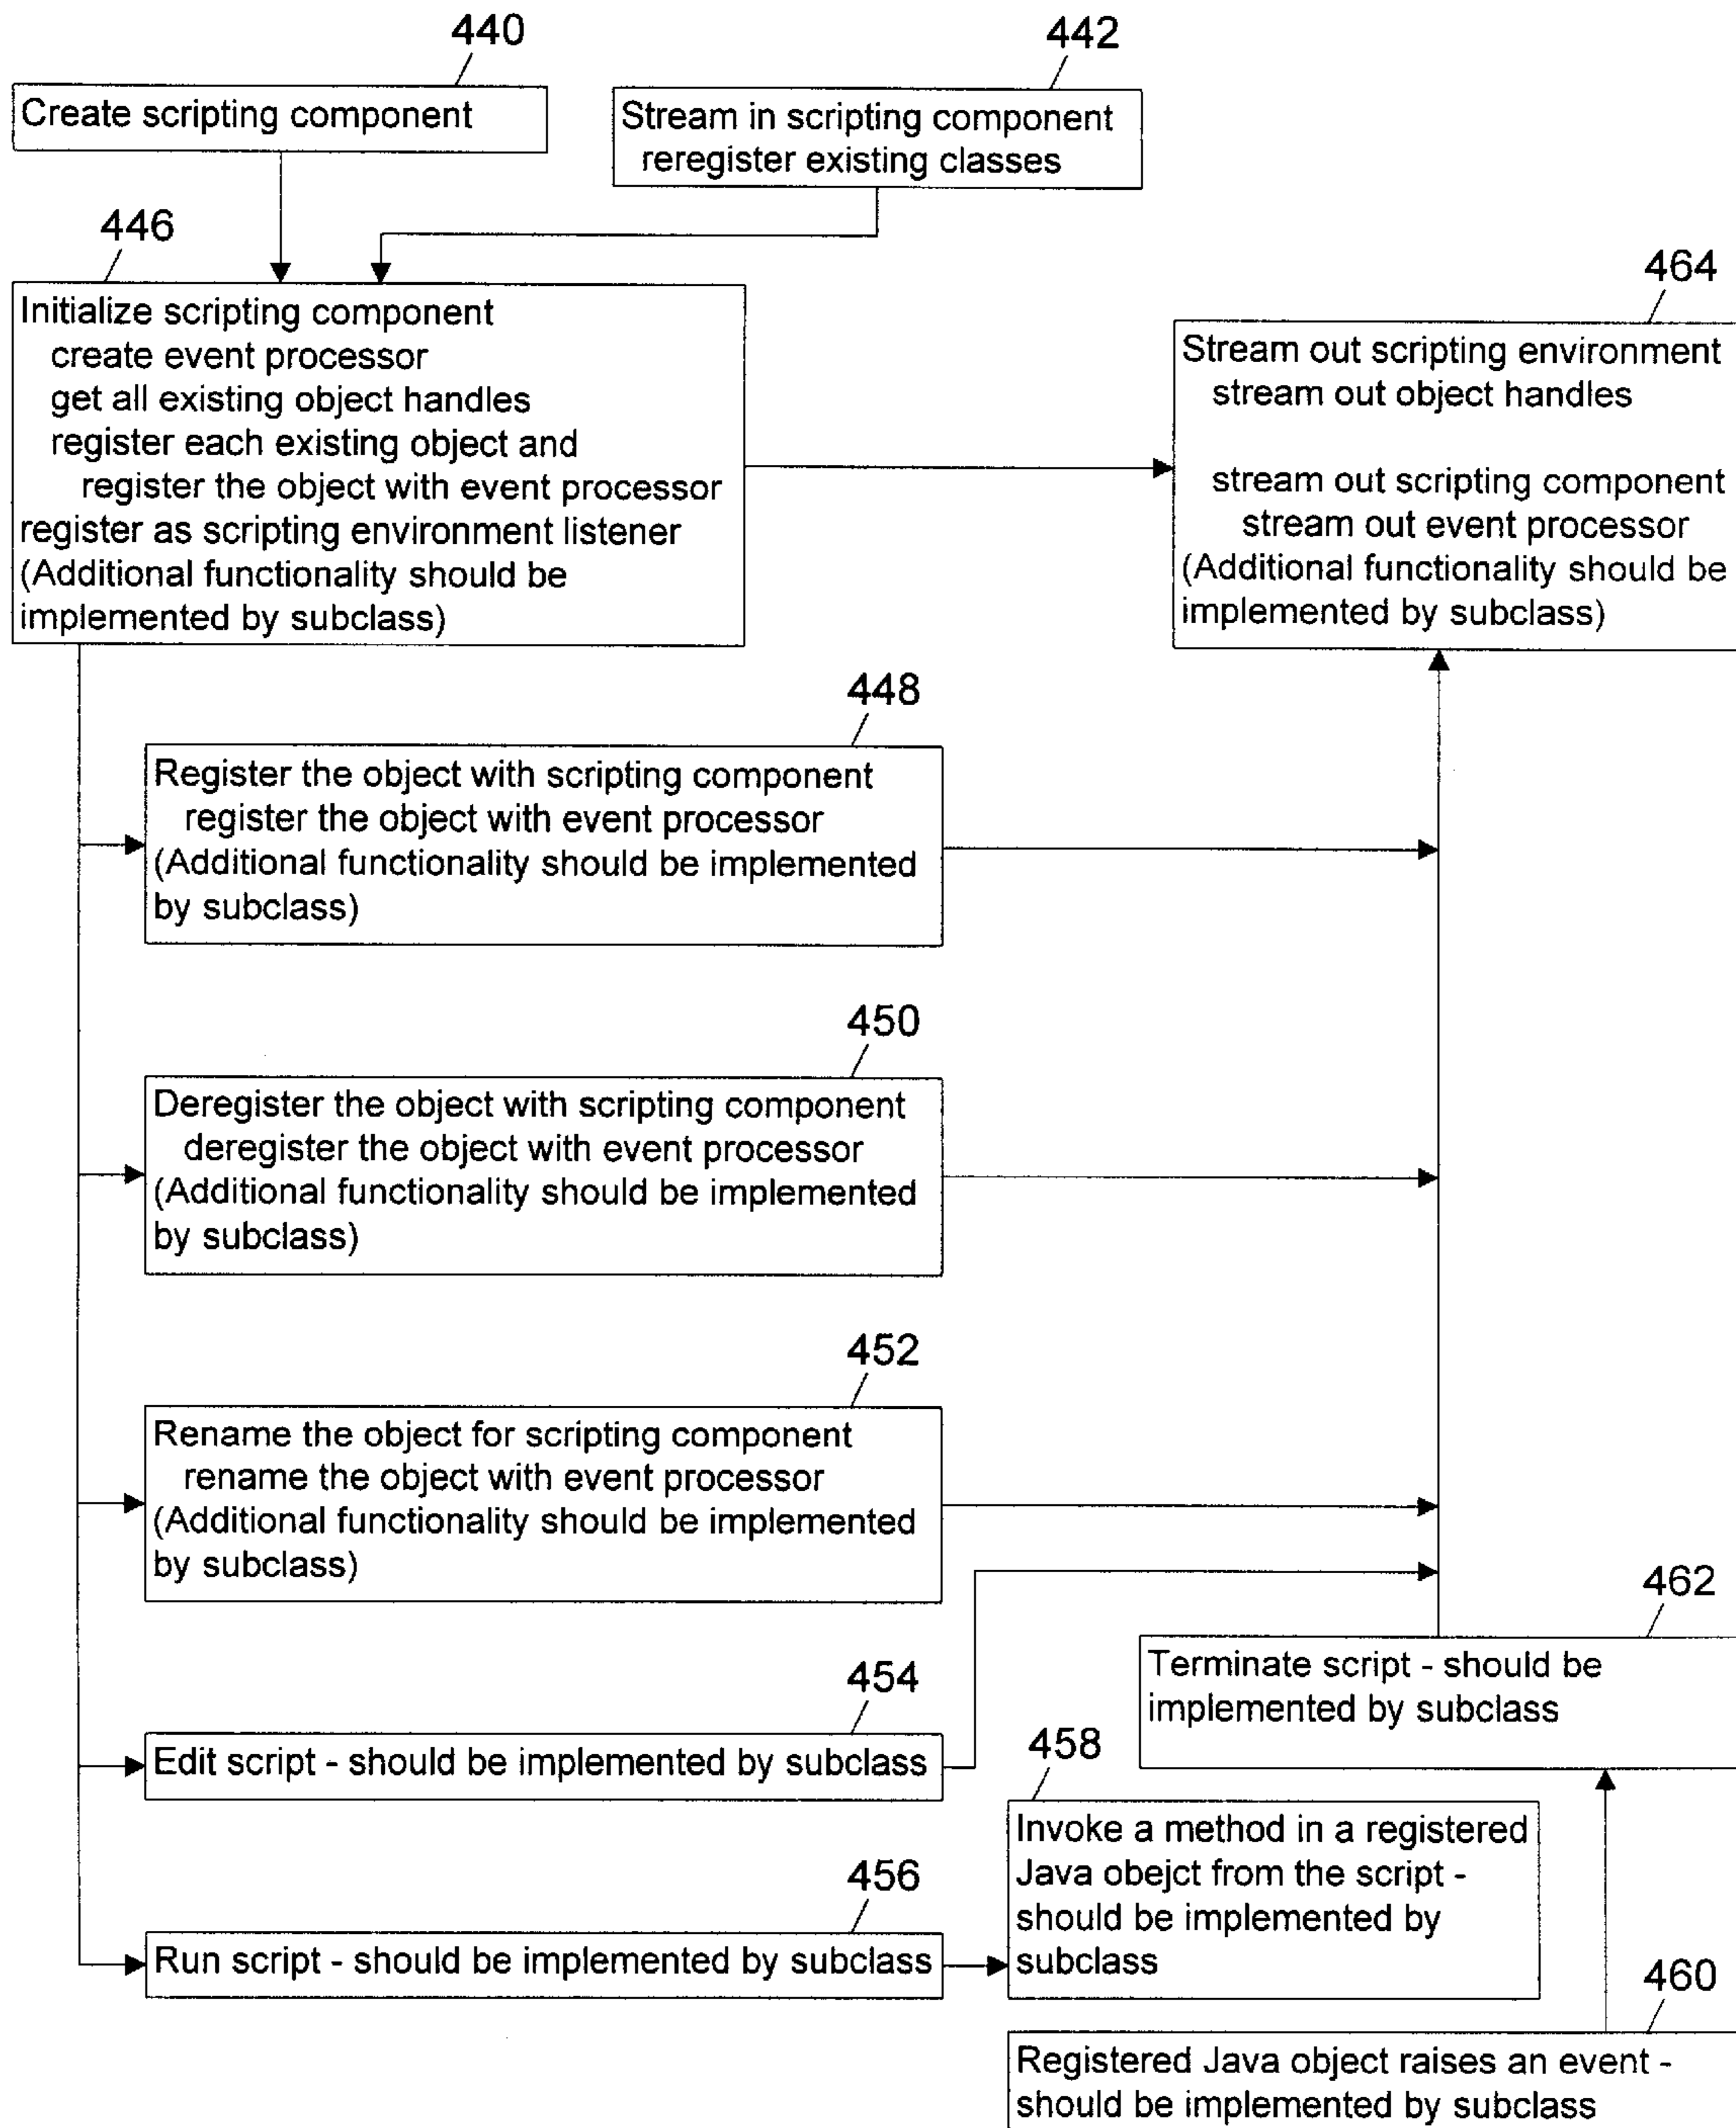 440
Create scripting component
442
Stream in scripting component
reregister existing classes
446
Initialize scripting component
create event processor
get all existing object handles
register each existing object and
register the object with event processor
register as scripting environment listener
(Additional functionality should be
implemented by subclass)
464
Stream out scripting environment
stream out object handles
stream out scripting component
stream out event processor
(Additional functionality should be
implemented by subclass)
448
Register the object with scripting component
register the object with event processor
(Additional functionality should be implemented
by subclass)
450
Deregister the object with scripting component
deregister the object with event processor
(Additional functionality should be implemented
by subclass)
452
Rename the object for scripting component
rename the object with event processor
(Additional functionality should be implemented
by subclass)
454
Edit script - should be implemented by subclass
456
Run script - should be implemented by subclass
458
Invoke a method in a registered
Java obejct from the script -
should be implemented by
subclass
462
Terminate script - should be
implemented by subclass
460
Registered Java object raises an event -
should be implemented by subclass